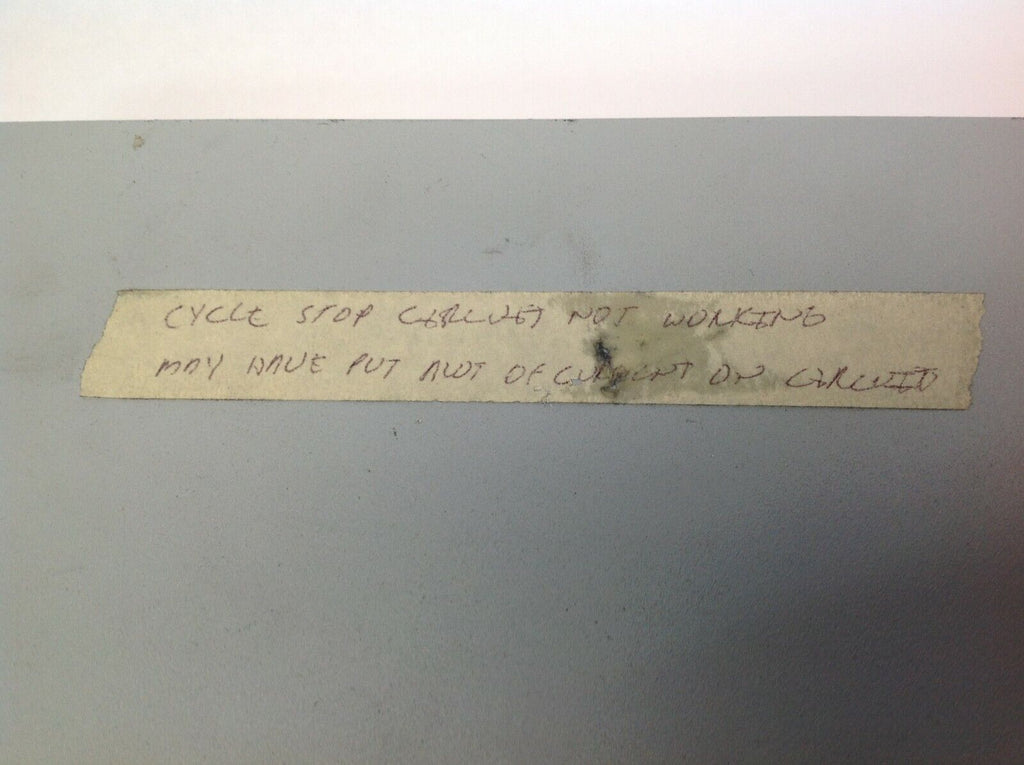 CYCLE STOP CIRCUIT NOT WORKING
MAY HAVE PUT ALOT OF CURRENT ON CIRCUIT